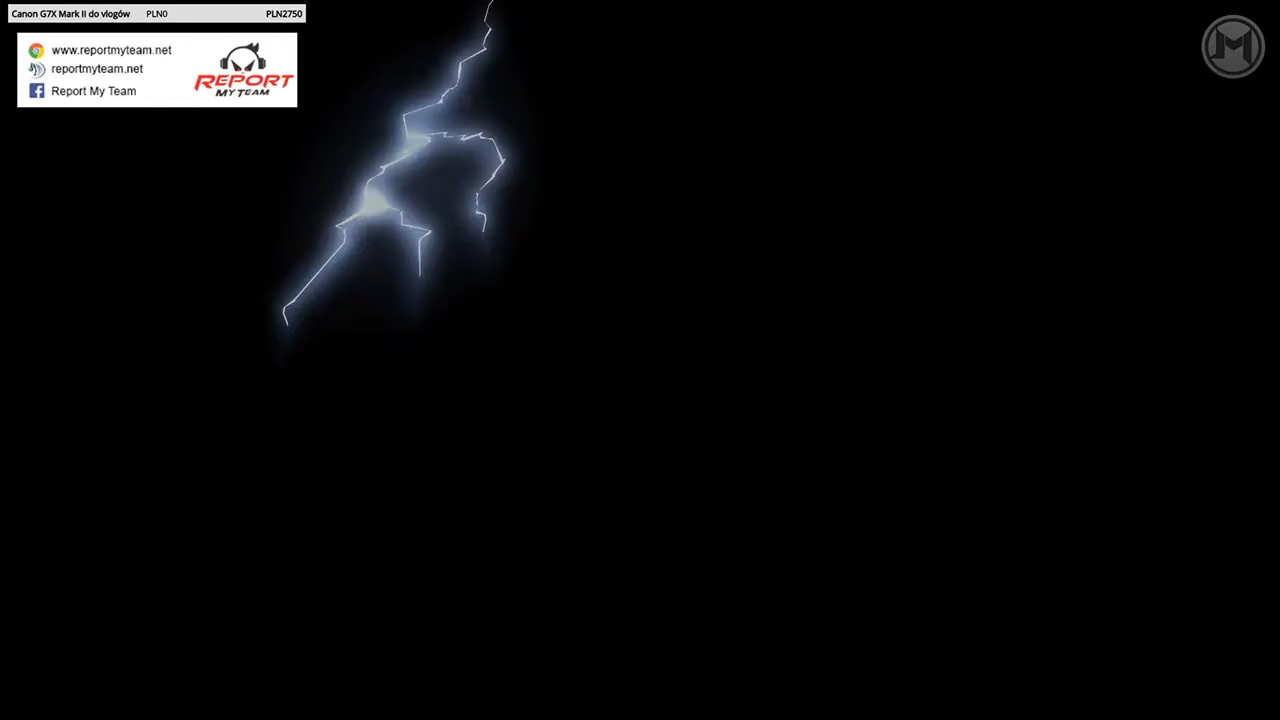 Canon G7X Mark II do vlogów PLN0 PLN2750
www.reportmyteam.net
reportmyteam.net
Report My Team
REPORT
MY TEAM
M